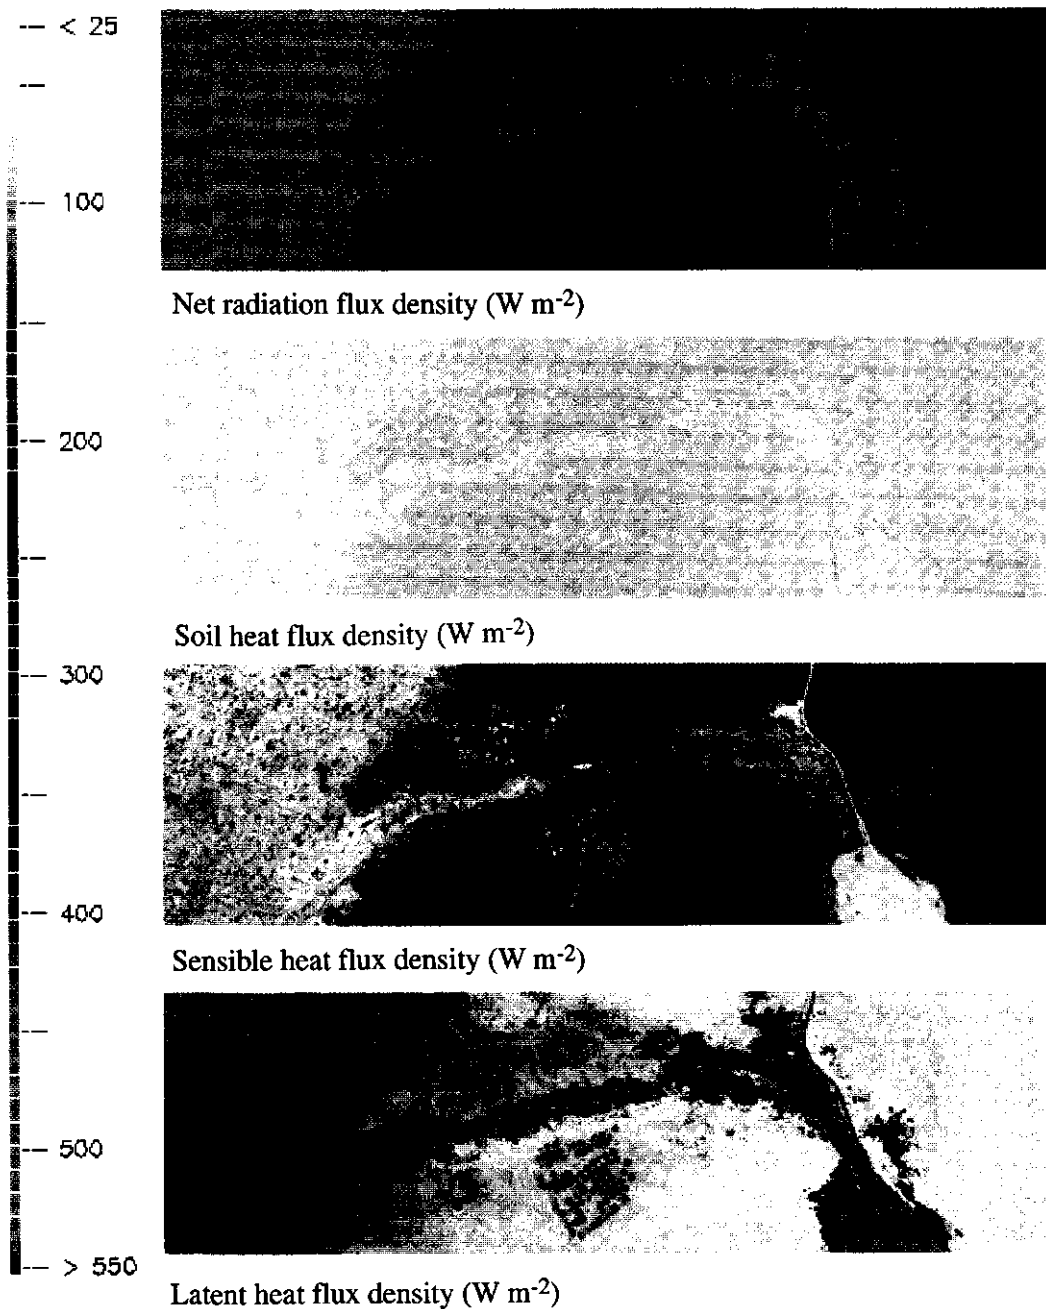 < 25
100
Net radiation flux density (W m-2)
200
Soil heat flux density (W m-2)
300
400
Sensible heat flux density (W m-2)
500
> 550
Latent heat flux density (W m-2)